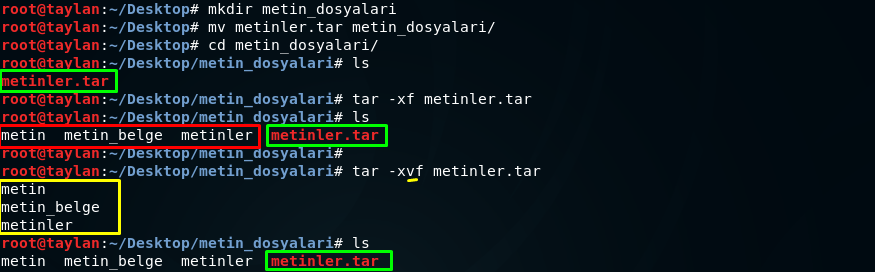 root@taylan:~/Desktop# mkdir metin_dosyalari
root@taylan:~/Desktop# mv metinler.tar metin_dosyalari/
root@taylan:~/Desktop# cd metin_dosyalari/
root@taylan:~/Desktop/metin_dosyalari# ls
metinler.tar
root@taylan:~/Desktop/metin_dosyalari# tar -xf metinler.tar
root@taylan:~/Desktop/metin_dosyalari# ls
metin  metin_belge  metinler  metinler.tar
root@taylan:~/Desktop/metin_dosyalari#
root@taylan:~/Desktop/metin_dosyalari# tar -xvf metinler.tar
metin
metin_belge
metinler
root@taylan:~/Desktop/metin_dosyalari# ls
metin  metin_belge  metinler  metinler.tar